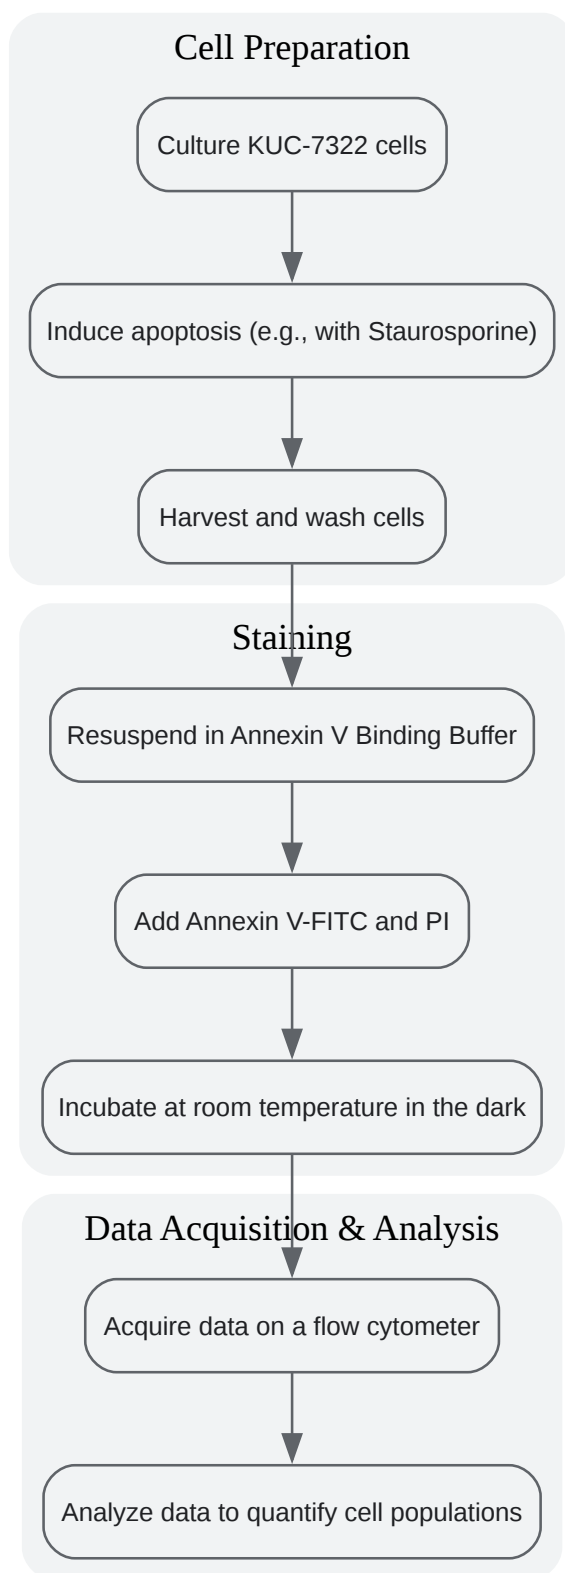 Cell Preparation
Culture KUC-7322 cells
Induce apoptosis (e.g., with Staurosporine)
Harvest and wash cells
Staining
Resuspend in Annexin V Binding Buffer
Add Annexin V-FITC and PI
Incubate at room temperature in the dark
Data Acquisition & Analysis
Acquire data on a flow cytometer
Analyze data to quantify cell populations